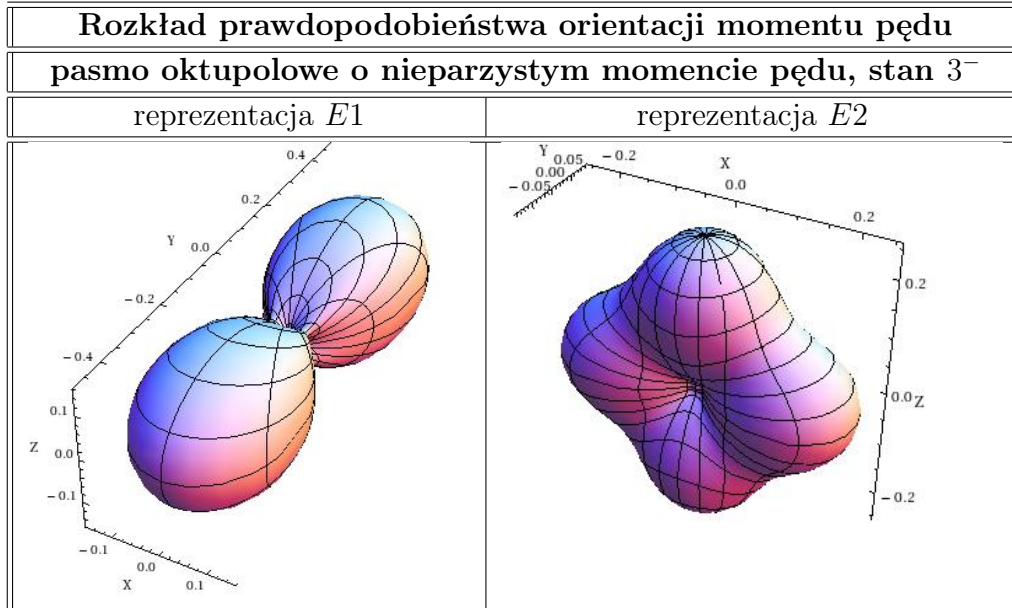 Rozkład prawdopodobieństwa orientacji momentu pędu
pasmo oktupolowe o nieparzystym momencie pędu, stan 3⁻
reprezentacja E1
reprezentacja E2
0.4
0.2
Y 0.0
-0.2
-0.4
0.1
Z 0.0
-0.1
-0.1
0.0
X 0.1
Y 0.05
0.00
-0.05
-0.2
X
0.0
0.2
0.2
0.0 Z
-0.2